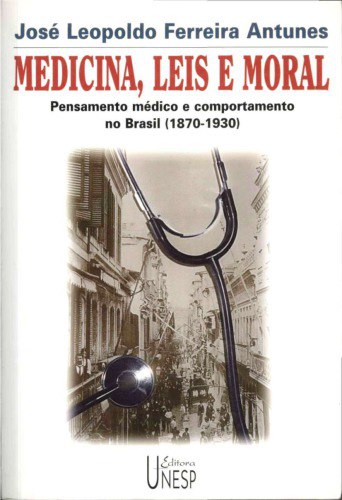 José Leopoldo Ferreira Antunes
MEDICINA, LEIS E MORAL
Pensamento médico e comportamento
no Brasil (1870-1930)
Editora
UNESP